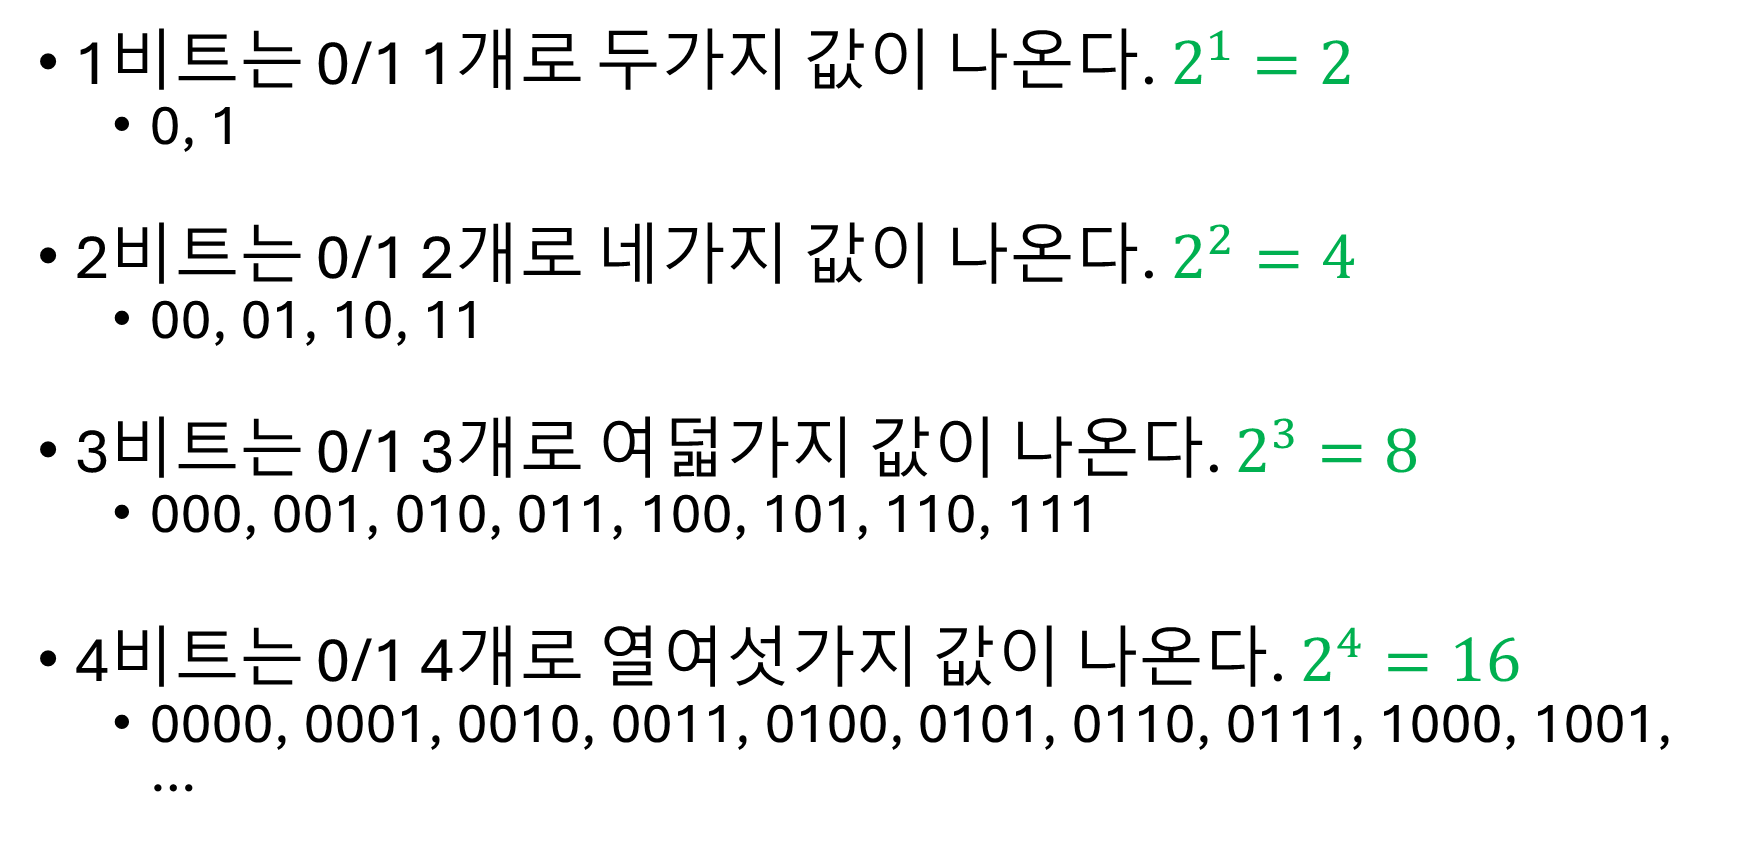 • 1비트는 0/1 1개로 두가지 값이 나온다. 2¹ = 2
• 0, 1
• 2비트는 0/1 2개로 네가지 값이 나온다. 2² = 4
• 00, 01, 10, 11
• 3비트는 0/1 3개로 여덟가지 값이 나온다. 2³ = 8
• 000, 001, 010, 011, 100, 101, 110, 111
• 4비트는 0/1 4개로 열여섯가지 값이 나온다. 2⁴ = 16
• 0000, 0001, 0010, 0011, 0100, 0101, 0110, 0111, 1000, 1001,
…